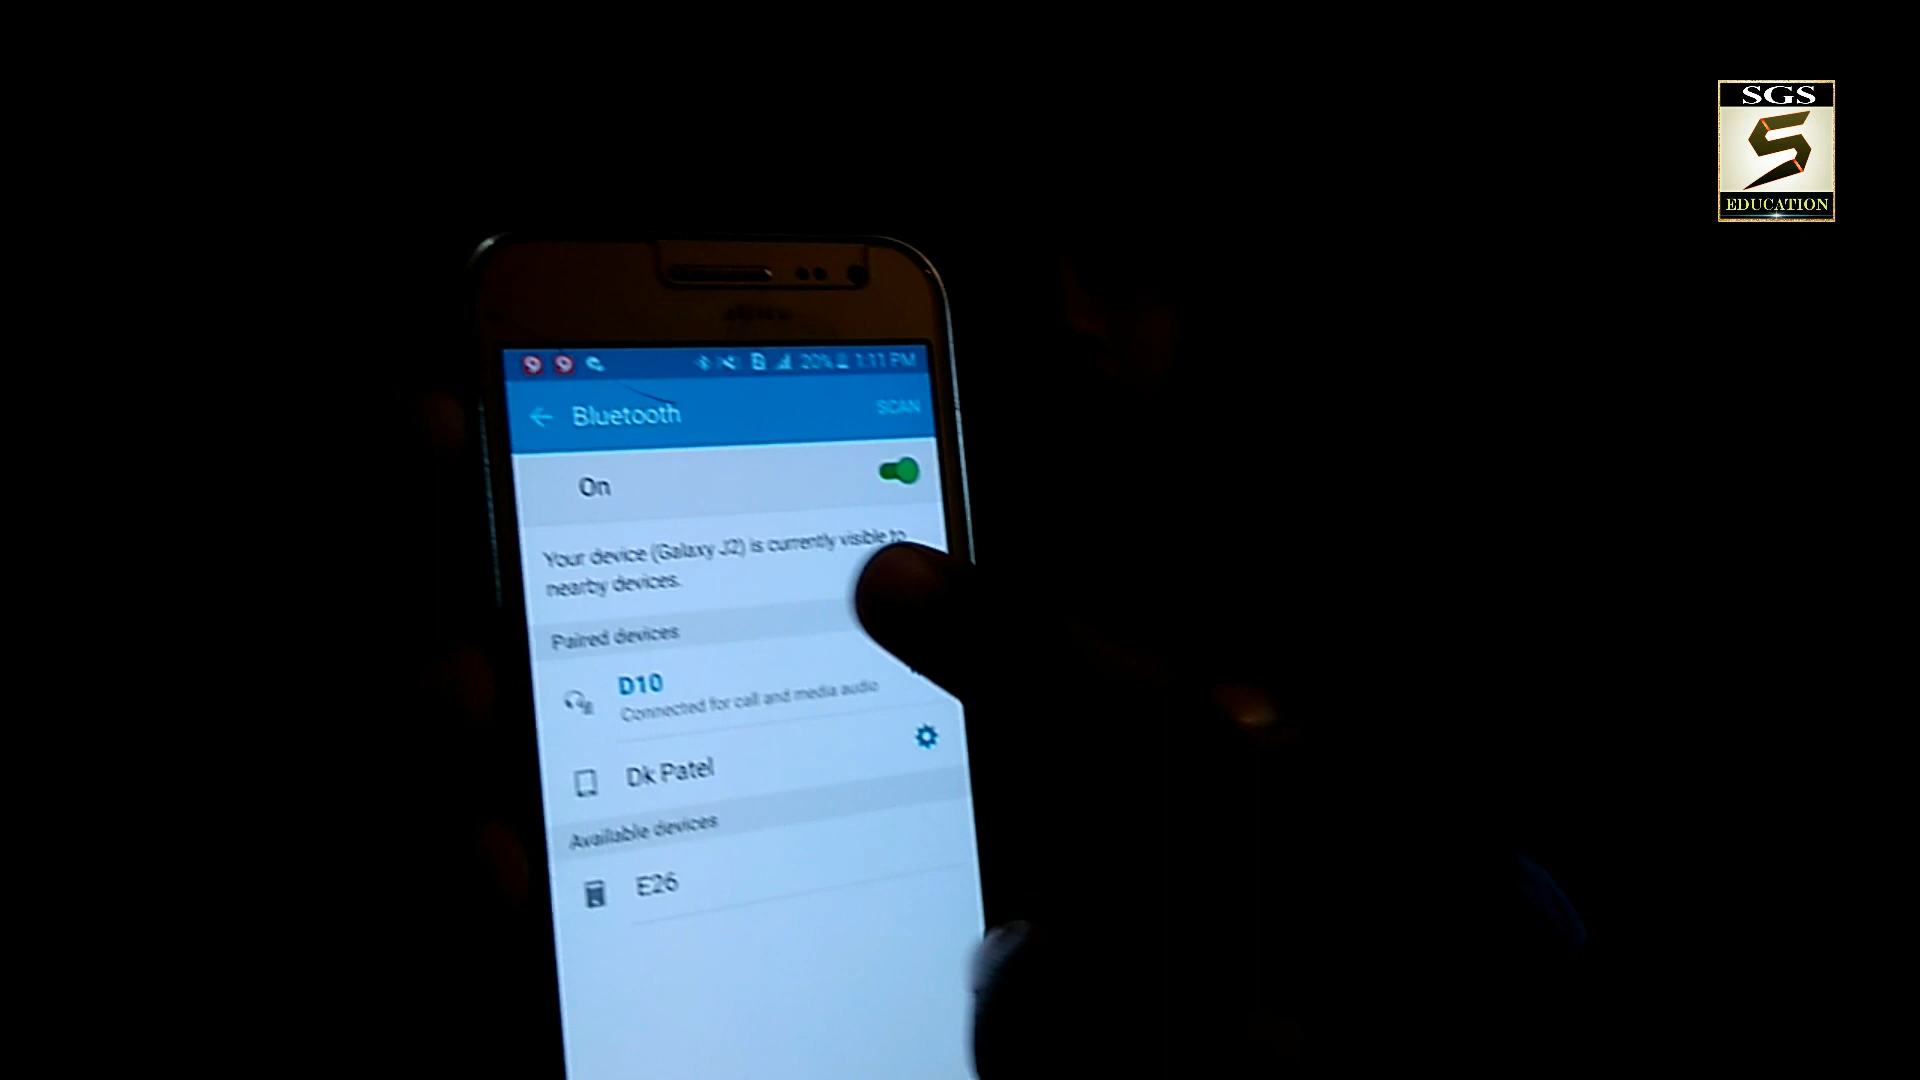 SGS
EDUCATION
20% 1:11 PM
Bluetooth
SCAN
On
Your device (Galaxy J2) is currently visible to
nearby devices.
Paired devices
D10
Connected for call and media audio
Dk Patel
Available devices
E26